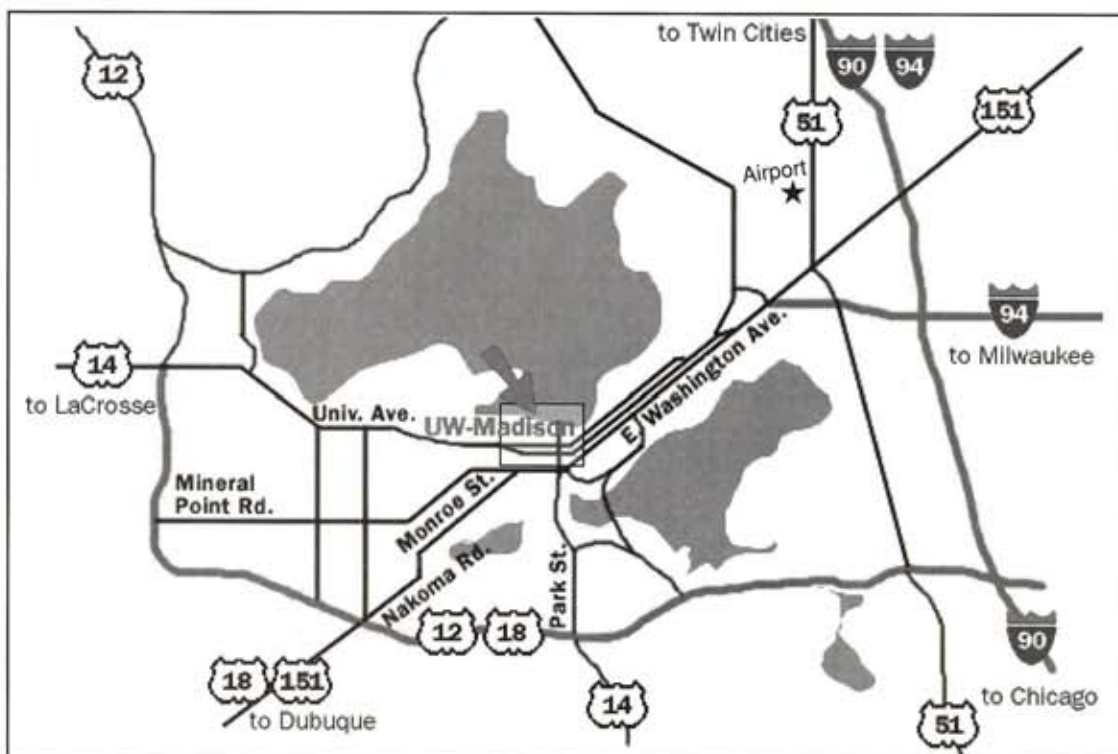 to Twin Cities
12
90
94
51
151
Airport
94
to Milwaukee
14
to LaCrosse
Univ. Ave.
UW-Madison
E. Washington Ave.
Mineral
Point Rd.
Monroe St.
Nakoma Rd.
Park St.
12
18
90
18
151
to Dubuque
14
to Chicago
51